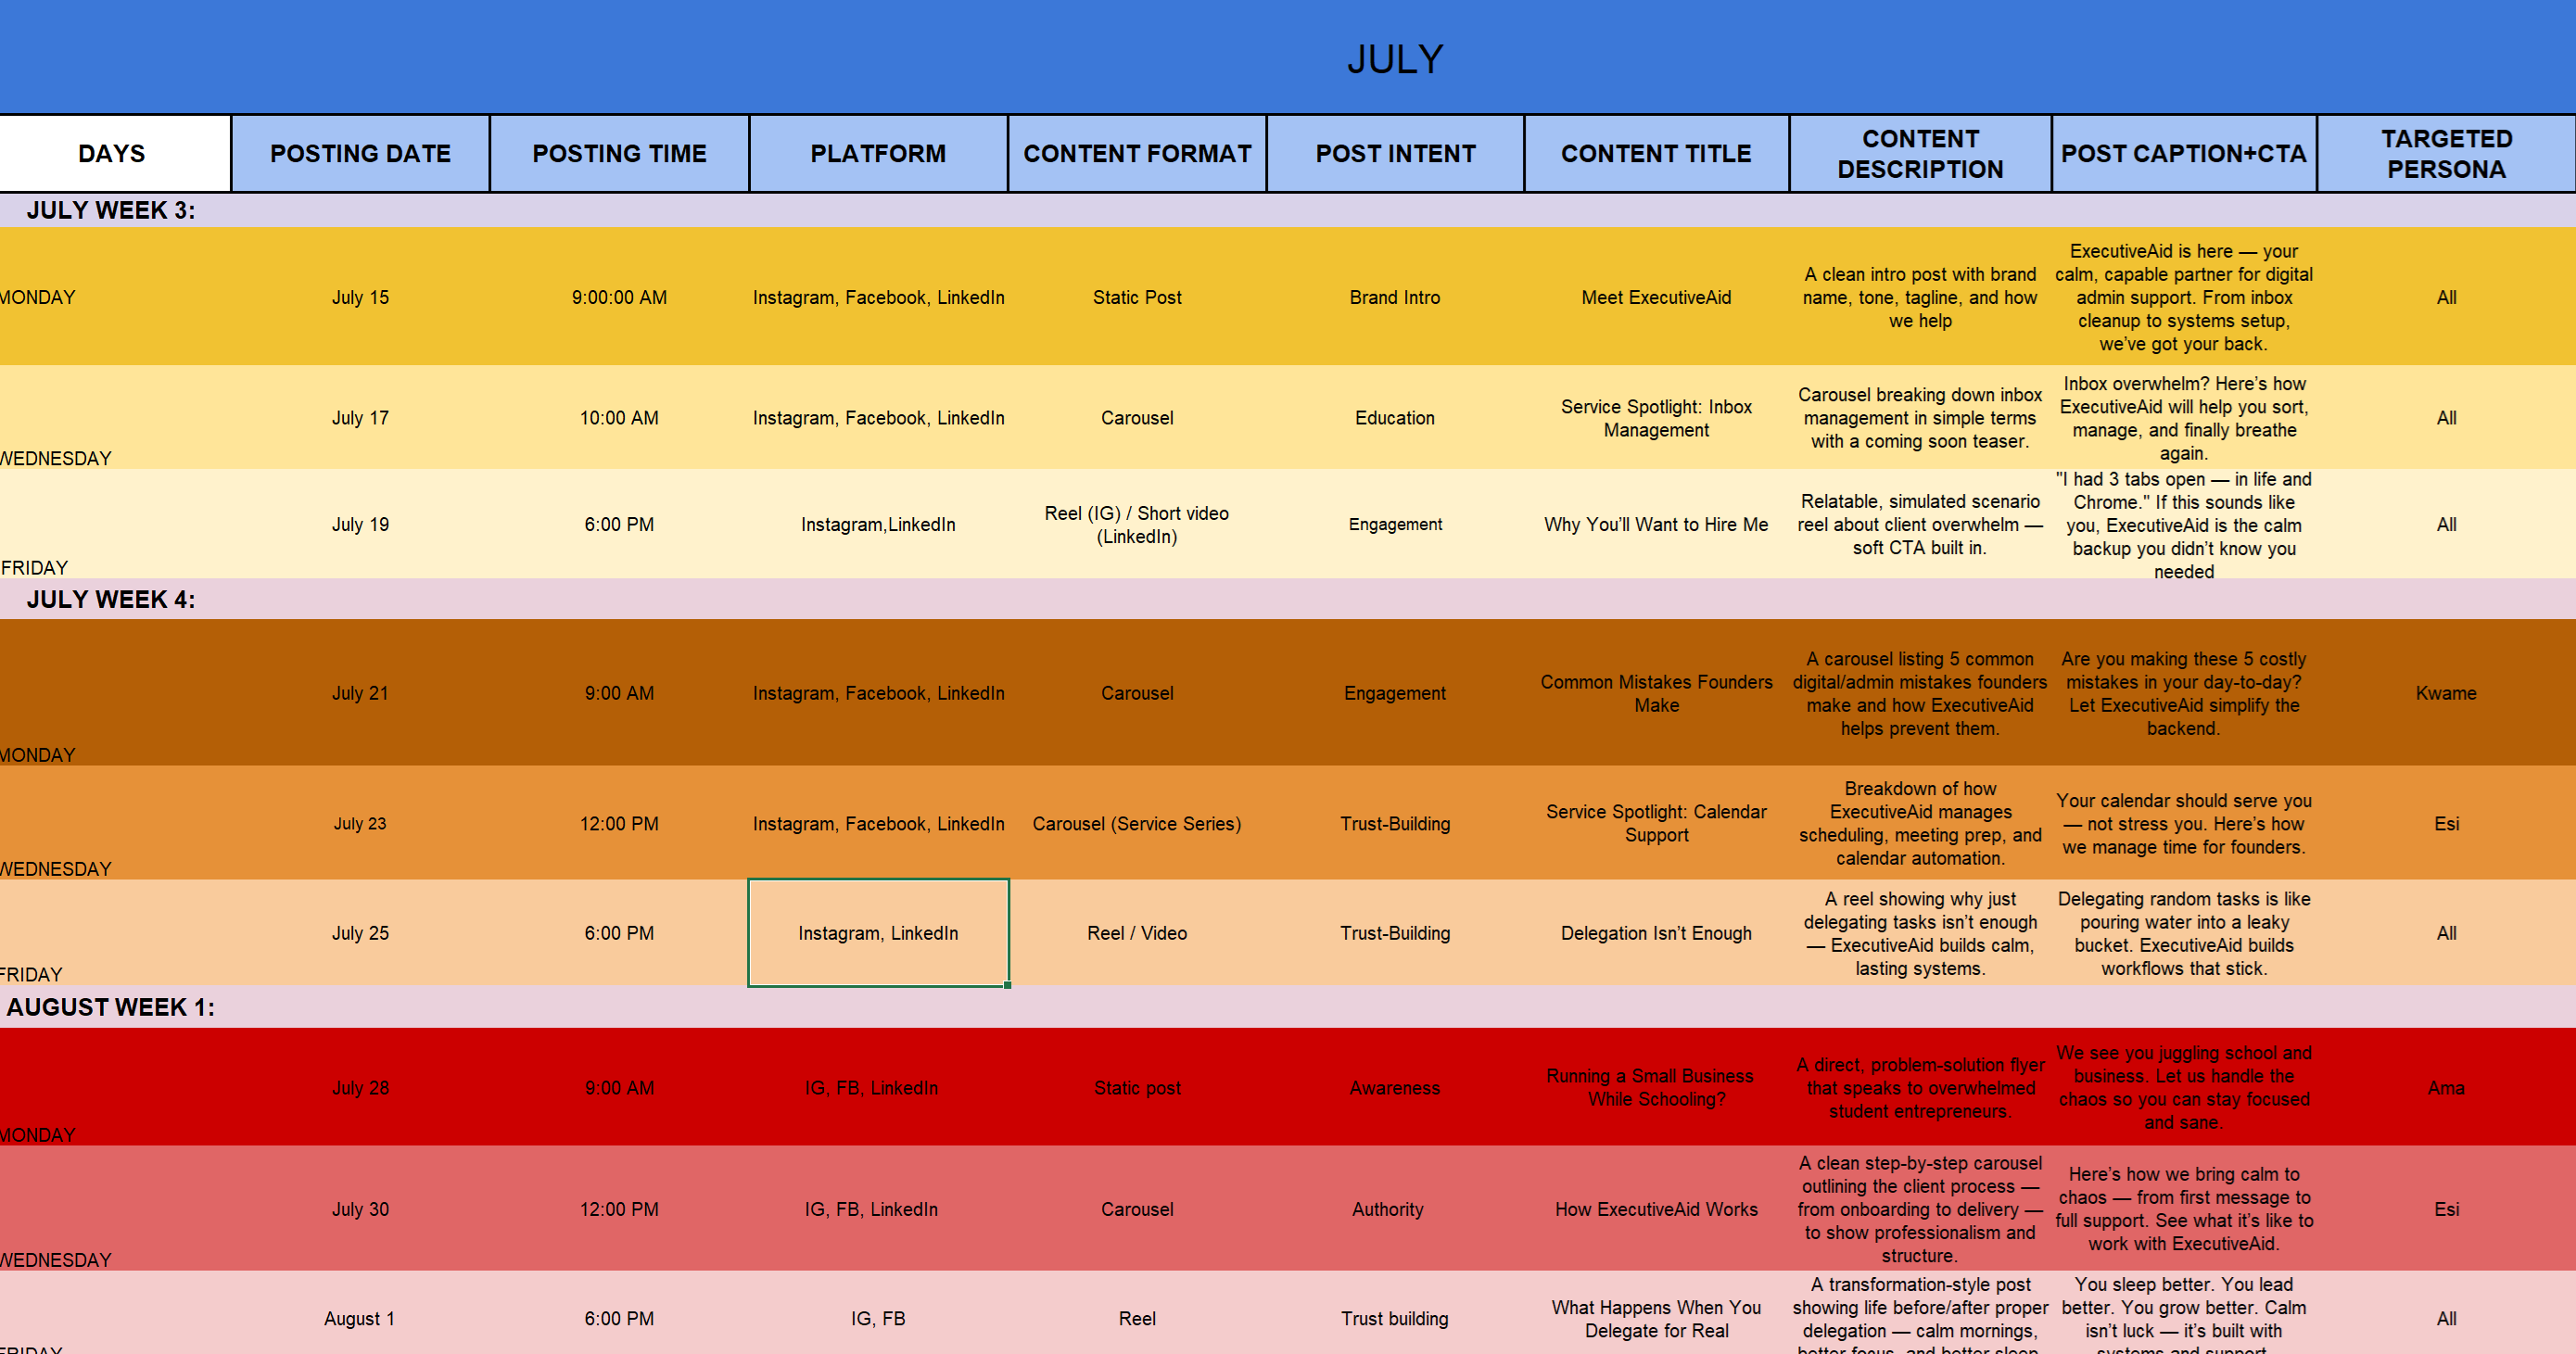 JULY
DAYS
POSTING DATE
POSTING TIME
PLATFORM
CONTENT FORMAT
POST INTENT
CONTENT TITLE
CONTENT
DESCRIPTION
POST CAPTION+CTA
TARGETED
PERSONA
JULY WEEK 3:
MONDAY
July 15
9:00:00 AM
Instagram, Facebook, LinkedIn
Static Post
Brand Intro
Meet ExecutiveAid
A clean intro post with brand
name, tone, tagline, and how
we help
ExecutiveAid is here — your
calm, capable partner for digital
admin support. From inbox
cleanup to systems setup,
we’ve got your back.
All
WEDNESDAY
July 17
10:00 AM
Instagram, Facebook, LinkedIn
Carousel
Education
Service Spotlight: Inbox
Management
Carousel breaking down inbox
management in simple terms
with a coming soon teaser.
Inbox overwhelm? Here’s how
ExecutiveAid will help you sort,
manage, and finally breathe
again.
All
FRIDAY
July 19
6:00 PM
Instagram,LinkedIn
Reel (IG) / Short video
(LinkedIn)
Engagement
Why You’ll Want to Hire Me
Relatable, simulated scenario
reel about client overwhelm —
soft CTA built in.
"I had 3 tabs open — in life and
Chrome." If this sounds like
you, ExecutiveAid is the calm
backup you didn’t know you
needed
All
JULY WEEK 4:
MONDAY
July 21
9:00 AM
Instagram, Facebook, LinkedIn
Carousel
Engagement
Common Mistakes Founders
Make
A carousel listing 5 common
digital/admin mistakes founders
make and how ExecutiveAid
helps prevent them.
Are you making these 5 costly
mistakes in your day-to-day?
Let ExecutiveAid simplify the
backend.
Kwame
WEDNESDAY
July 23
12:00 PM
Instagram, Facebook, LinkedIn
Carousel (Service Series)
Trust-Building
Service Spotlight: Calendar
Support
Breakdown of how
ExecutiveAid manages
scheduling, meeting prep, and
calendar automation.
Your calendar should serve you
— not stress you. Here’s how
we manage time for founders.
Esi
FRIDAY
July 25
6:00 PM
Instagram, LinkedIn
Reel / Video
Trust-Building
Delegation Isn’t Enough
A reel showing why just
delegating tasks isn’t enough
— ExecutiveAid builds calm,
lasting systems.
Delegating random tasks is like
pouring water into a leaky
bucket. ExecutiveAid builds
workflows that stick.
All
AUGUST WEEK 1:
MONDAY
July 28
9:00 AM
IG, FB, LinkedIn
Static post
Awareness
Running a Small Business
While Schooling?
A direct, problem-solution flyer
that speaks to overwhelmed
student entrepreneurs.
We see you juggling school and
business. Let us handle the
chaos so you can stay focused
and sane.
Ama
WEDNESDAY
July 30
12:00 PM
IG, FB, LinkedIn
Carousel
Authority
How ExecutiveAid Works
A clean step-by-step carousel
outlining the client process —
from onboarding to delivery —
to show professionalism and
structure.
Here’s how we bring calm to
chaos — from first message to
full support. See what it’s like to
work with ExecutiveAid.
Esi
FRIDAY
August 1
6:00 PM
IG, FB
Reel
Trust building
What Happens When You
Delegate for Real
A transformation-style post
showing life before/after proper
delegation — calm mornings,
better focus, and better sleep.
You sleep better. You lead
better. You grow better. Calm
isn’t luck — it’s built with
systems and support.
All